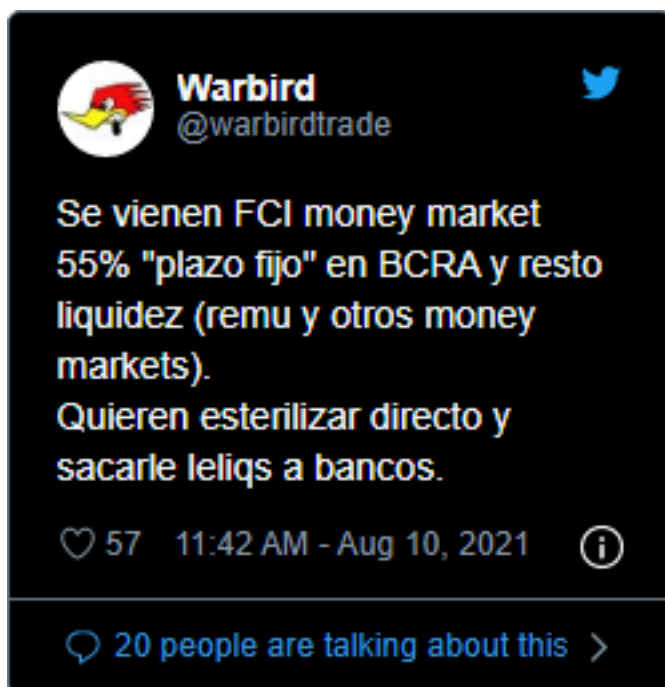 Warbird
@warbirdtrade
Se vienen FCI money market
55% "plazo fijo" en BCRA y resto
liquidez (remu y otros money
markets).
Quieren esterilizar directo y
sacarle leliqs a bancos.
57 11:42 AM - Aug 10, 2021
20 people are talking about this